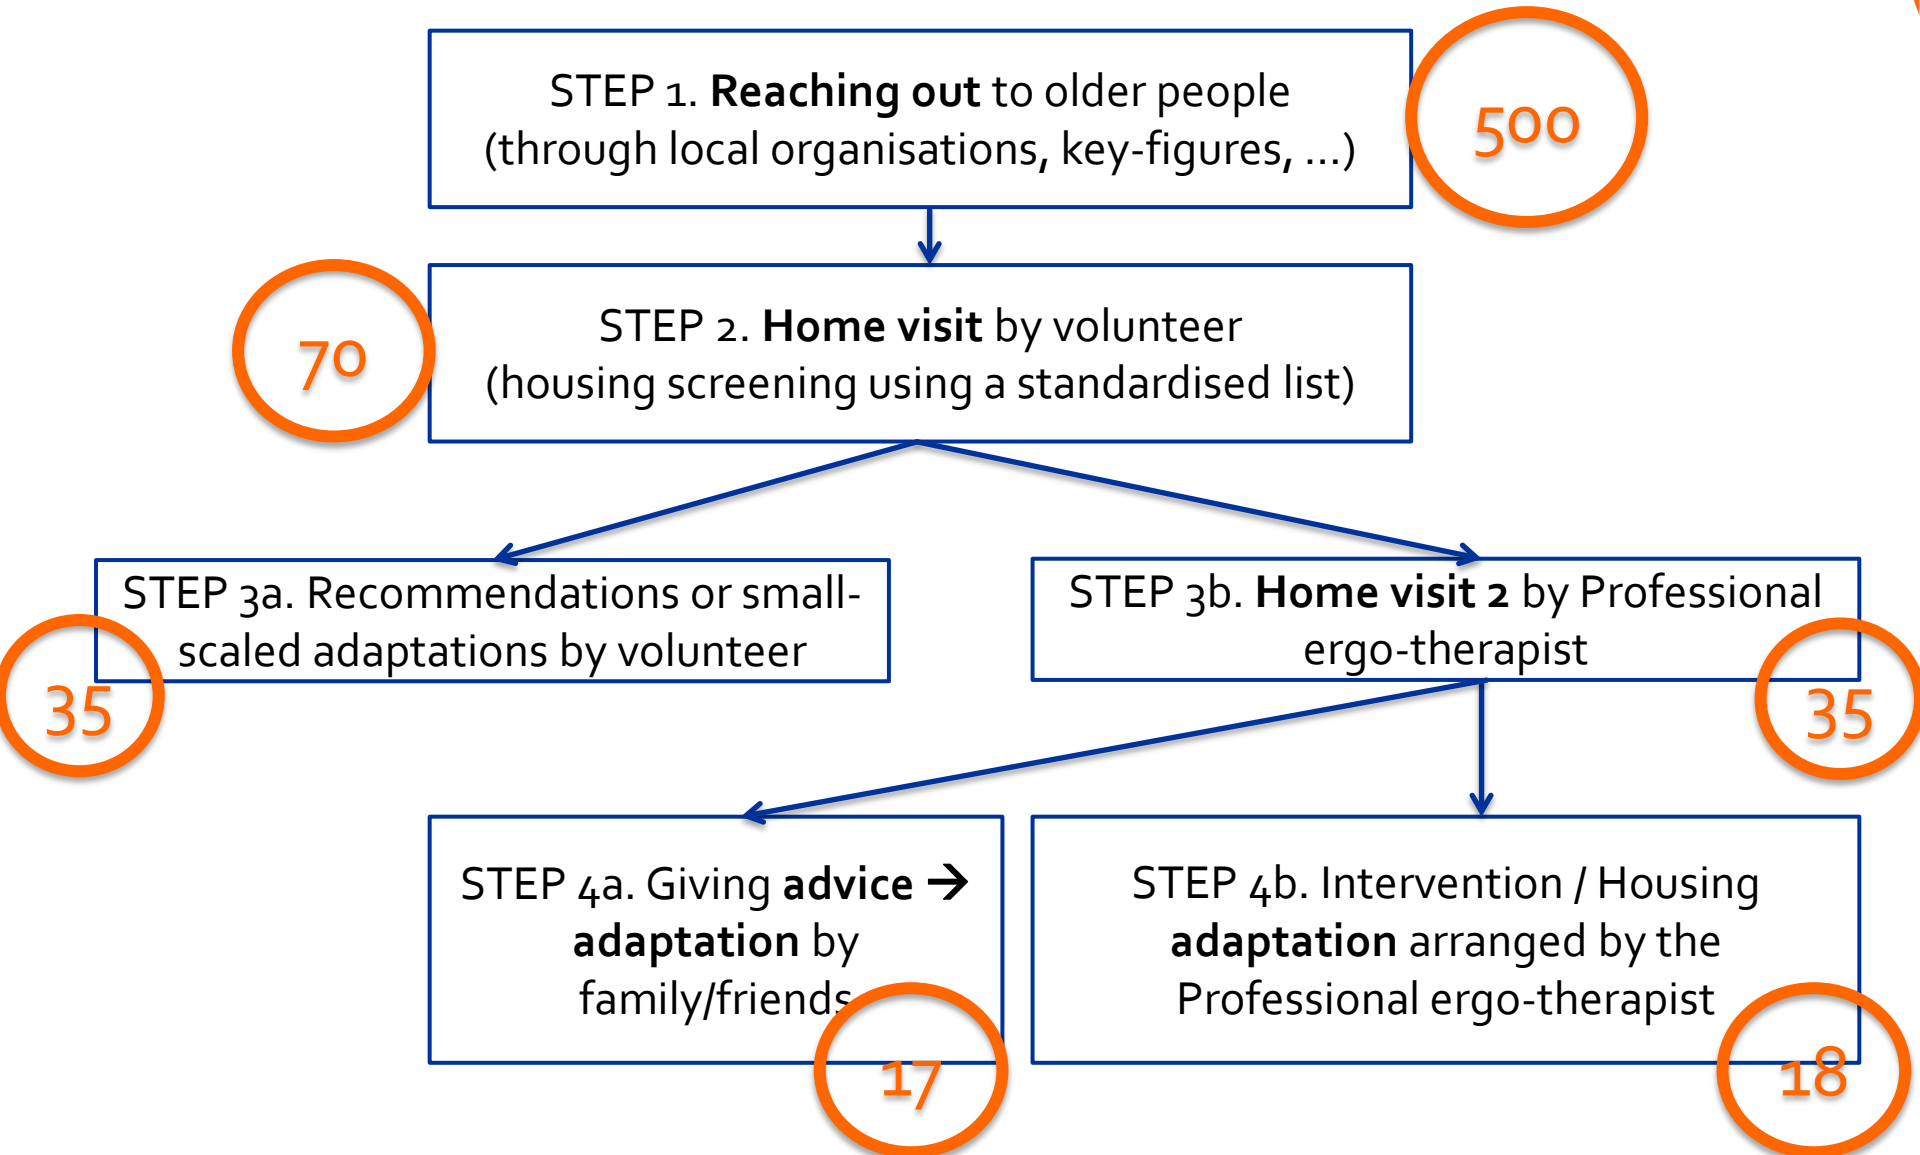 STEP 1. Reaching out to older people
(through local organisations, key-figures, ...)
500
STEP 2. Home visit by volunteer
(housing screening using a standardised list)
70
STEP 3a. Recommendations or small-
scaled adaptations by volunteer
35
STEP 3b. Home visit 2 by Professional
ergo-therapist
35
STEP 4a. Giving advice →
adaptation by
family/friends
17
STEP 4b. Intervention / Housing
adaptation arranged by the
Professional ergo-therapist
18